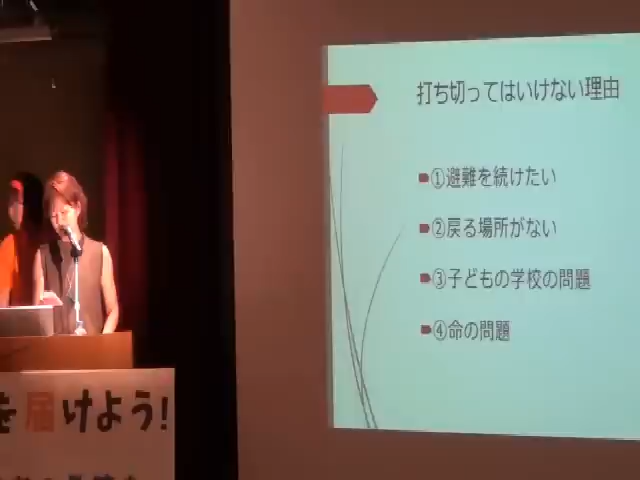 打ち切ってはいけない理由
①避難を続けたい
②戻る場所がない
③子どもの学校の問題
④命の問題
を届けよう!